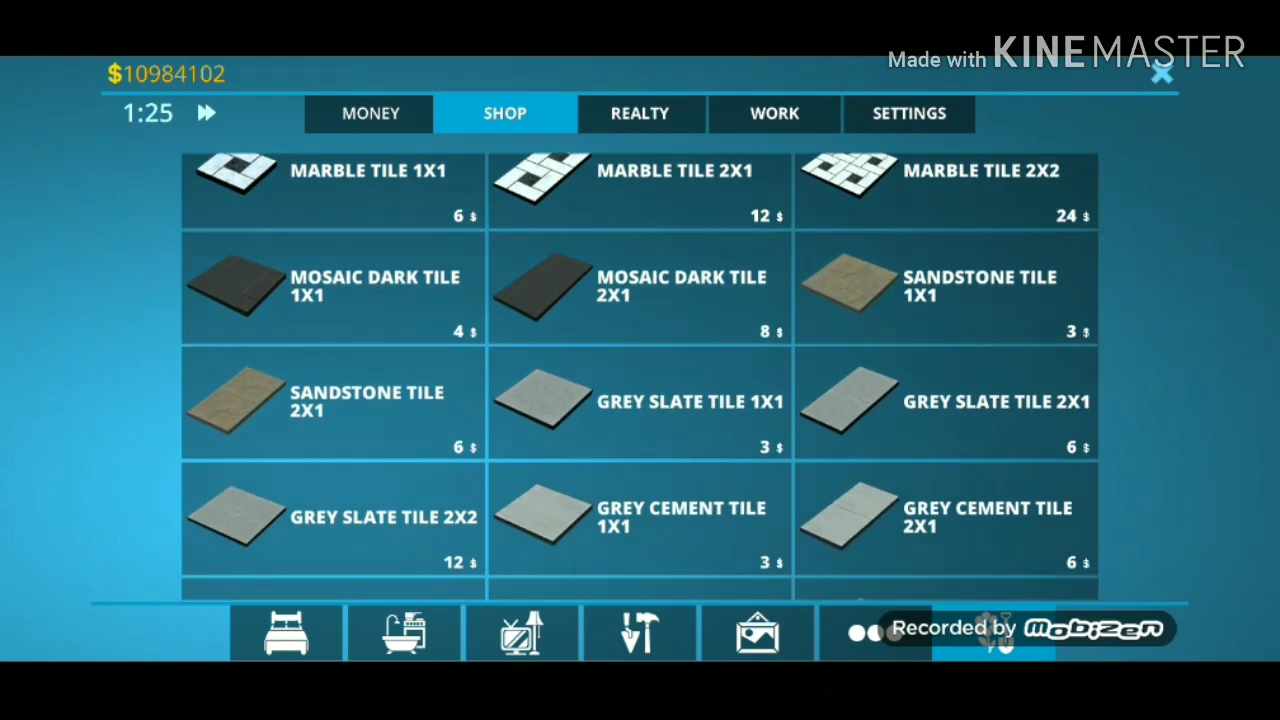 Made with KINEMASTER
$10984102
1:25
MONEY
SHOP
REALTY
WORK
SETTINGS
MARBLE TILE 1X1
6 $
MARBLE TILE 2X1
12 $
MARBLE TILE 2X2
24 $
MOSAIC DARK TILE
1X1
4 $
MOSAIC DARK TILE
2X1
8 $
SANDSTONE TILE
1X1
3 $
SANDSTONE TILE
2X1
6 $
GREY SLATE TILE 1X1
3 $
GREY SLATE TILE 2X1
6 $
GREY SLATE TILE 2X2
12 $
GREY CEMENT TILE
1X1
3 $
GREY CEMENT TILE
2X1
6 $
Recorded by mobizen